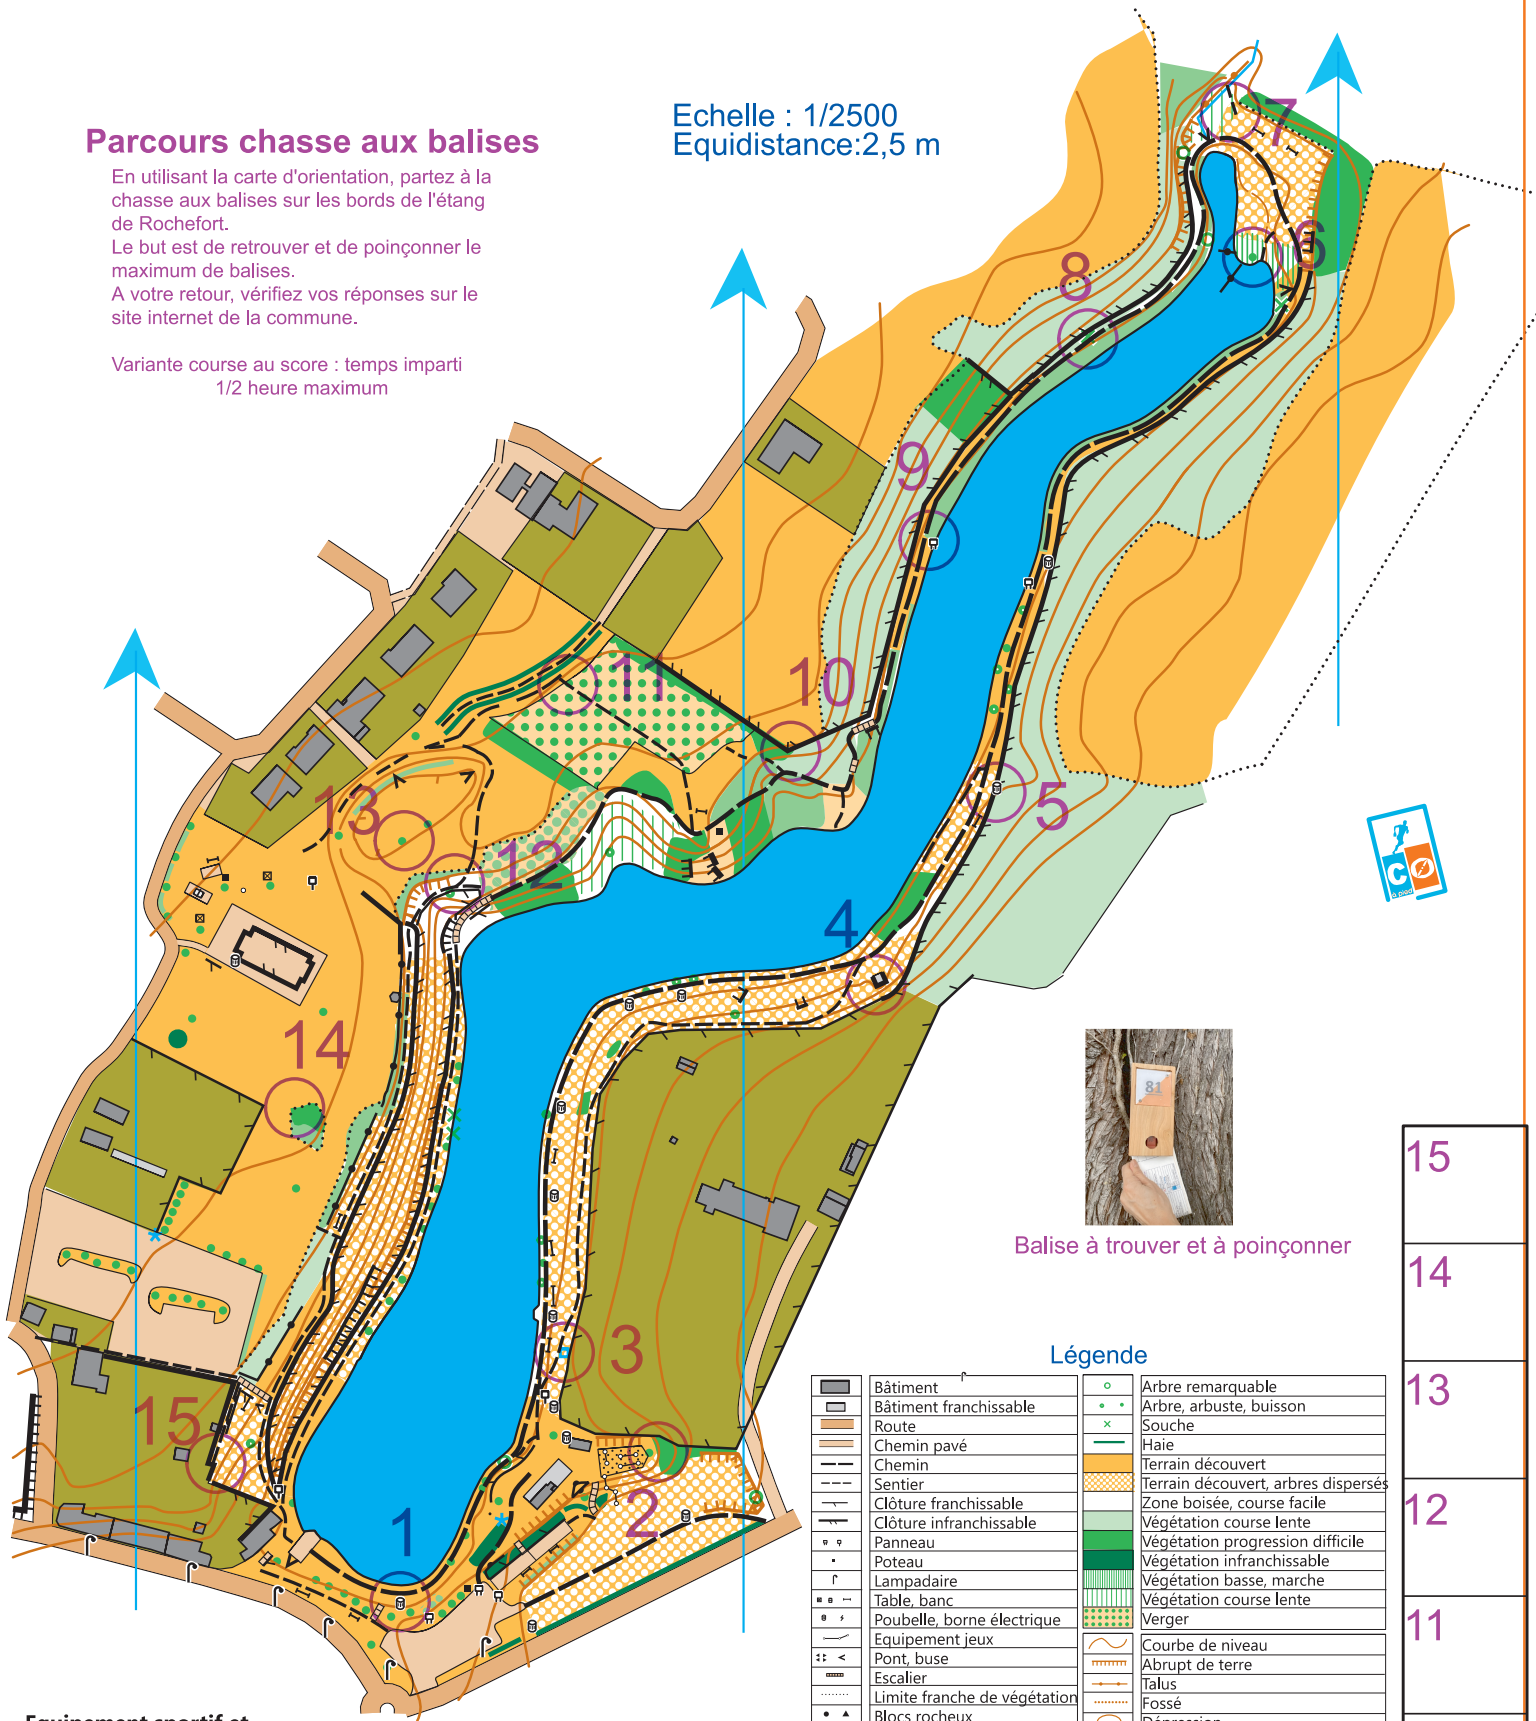 Parcours chasse aux balises
En utilisant la carte d'orientation, partez à la
chasse aux balises sur les bords de l'étang
de Rochefort.
Le but est de retrouver et de poinçonner le
maximum de balises.
A votre retour, vérifiez vos réponses sur le
site internet de la commune.
Variante course au score : temps imparti
1/2 heure maximum
Echelle : 1/2500
Equidistance:2,5 m
7
6
8
9
11
10
5
13
12
4
14
3
15
2
1
CO
à pied
81
Balise à trouver et à poinçonner
15
14
13
12
11
Légende
Bâtiment
Bâtiment franchissable
Route
Chemin pavé
Chemin
Sentier
Clôture franchissable
Clôture infranchissable
Panneau
Poteau
Lampadaire
Table, banc
Poubelle, borne électrique
Equipement jeux
Pont, buse
Escalier
Limite franche de végétation
Blocs rocheux
Arbre remarquable
Arbre, arbuste, buisson
Souche
Haie
Terrain découvert
Terrain découvert, arbres dispersés
Zone boisée, course facile
Végétation course lente
Végétation progression difficile
Végétation infranchissable
Végétation basse, marche
Végétation course lente
Verger
Courbe de niveau
Abrupt de terre
Talus
Fossé
Dépression
Equipement sportif et